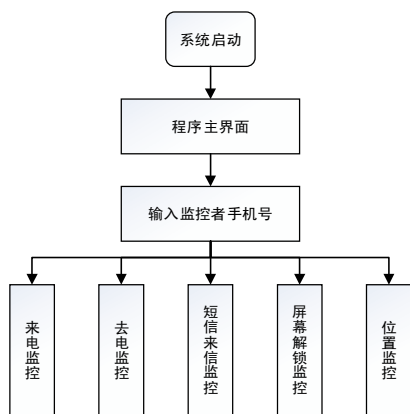 系统启动
程序主界面
输入监控者手机号
来电监控
去电监控
短信来信监控
屏幕解锁监控
位置监控